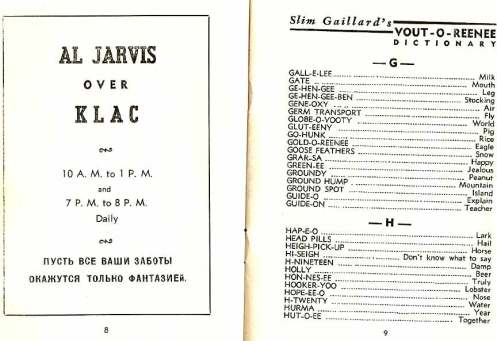 AL JARVIS
OVER
KLAC
10 A. M. to 1 P. M.
and
7 P. M. to 8 P. M.
Daily
ПУСТЬ ВСЕ ВАШИ ЗАБОТЫ
ОКАЖУТСЯ ТОЛЬКО ФАНТАЗИЕЙ.
8
Slim Gaillard's
VOUT-O-REENEE
DICTIONARY
— G —
GALL-E-LEE Milk
GATE Mouth
GE-HEN-GEE Leg
GE-HEN-GEE-BEN Stocking
GENE-OXY Air
GERM TRANSPORT Fly
GLOBE-O-VOOTY World
GLUT-EENY Pig
GO-HUNK Rice
GOLD-O-REENEE Eagle
GOOSE FEATHERS Snow
GRAK-SA Happy
GREEN-EE Jealous
GROUNDY Peanut
GROUND HUMP Mountain
GROUND SPOT Island
GUIDE-O Explain
GUIDE-ON Teacher
— H —
HAP-E-O Lark
HEAD PILLS Hail
HEIGH-PICK-UP Horse
HI-SEIGH Don't know what to say
H-NINETEEN Damp
HOLLY Beer
HON-NES-EE Truly
HOOKER-YOO Lobster
HOPE-EE-O Nose
H-TWENTY Water
HURMA Year
HUT-O-EE Together
9